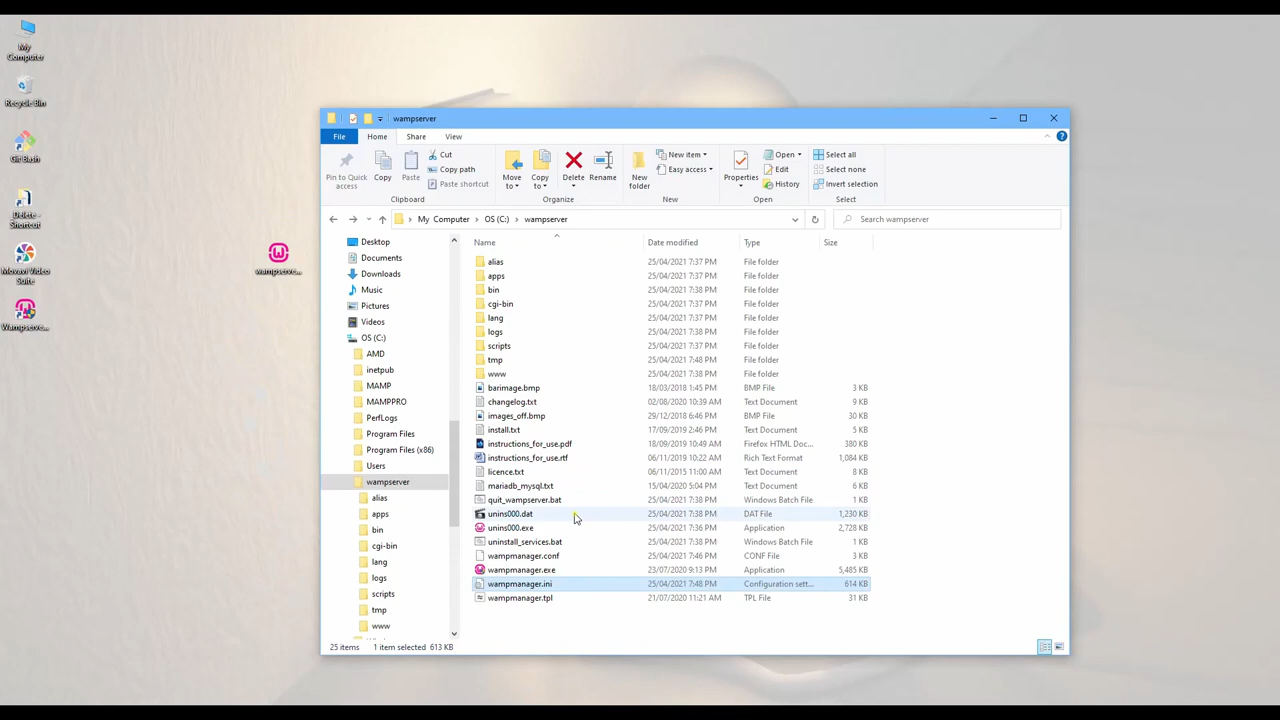 My
Computer
Recycle Bin
Git Bash
Delete -
Shortcut
Movavi Video
Suite
Wampserve...
wampserve...
wampserver
File Home Share View
Pin to Quick
access
Copy
Paste
Cut
Copy path
Paste shortcut
Clipboard
Move
to
Copy
to
Delete
Rename
Organize
New
folder
New item
Easy access
New
Properties
Open
Edit
History
Open
Select all
Select none
Invert selection
Select
My Computer OS (C:) wampserver
Search wampserver
Desktop
Documents
Downloads
Music
Pictures
Videos
OS (C:)
AMD
inetpub
MAMP
MAMPPRO
PerfLogs
Program Files
Program Files (x86)
Users
wampserver
alias
apps
bin
cgi-bin
lang
logs
scripts
tmp
www
Name Date modified Type Size
alias 25/04/2021 7:37 PM File folder
apps 25/04/2021 7:37 PM File folder
bin 25/04/2021 7:38 PM File folder
cgi-bin 25/04/2021 7:37 PM File folder
lang 25/04/2021 7:37 PM File folder
logs 25/04/2021 7:38 PM File folder
scripts 25/04/2021 7:37 PM File folder
tmp 25/04/2021 7:48 PM File folder
www 25/04/2021 7:38 PM File folder
barimage.bmp 18/03/2018 1:45 PM BMP File 3 KB
changelog.txt 02/08/2020 10:39 AM Text Document 9 KB
images_off.bmp 29/12/2018 6:46 PM BMP File 30 KB
install.txt 17/09/2019 2:46 PM Text Document 5 KB
instructions_for_use.pdf 18/09/2019 10:49 AM Firefox HTML Doc... 380 KB
instructions_for_use.rtf 06/11/2019 10:22 AM Rich Text Format 1,084 KB
licence.txt 06/11/2015 11:00 AM Text Document 8 KB
mariadb_mysql.txt 15/04/2020 5:04 PM Text Document 6 KB
quit_wampserver.bat 25/04/2021 7:38 PM Windows Batch File 1 KB
unins000.dat 25/04/2021 7:38 PM DAT File 1,230 KB
unins000.exe 25/04/2021 7:36 PM Application 2,728 KB
uninstall_services.bat 25/04/2021 7:38 PM Windows Batch File 1 KB
wampmanager.conf 25/04/2021 7:46 PM CONF File 3 KB
wampmanager.exe 23/07/2020 9:13 PM Application 5,485 KB
wampmanager.ini 25/04/2021 7:48 PM Configuration sett... 614 KB
wampmanager.tpl 21/07/2020 11:21 AM TPL File 31 KB
25 items 1 item selected 613 KB